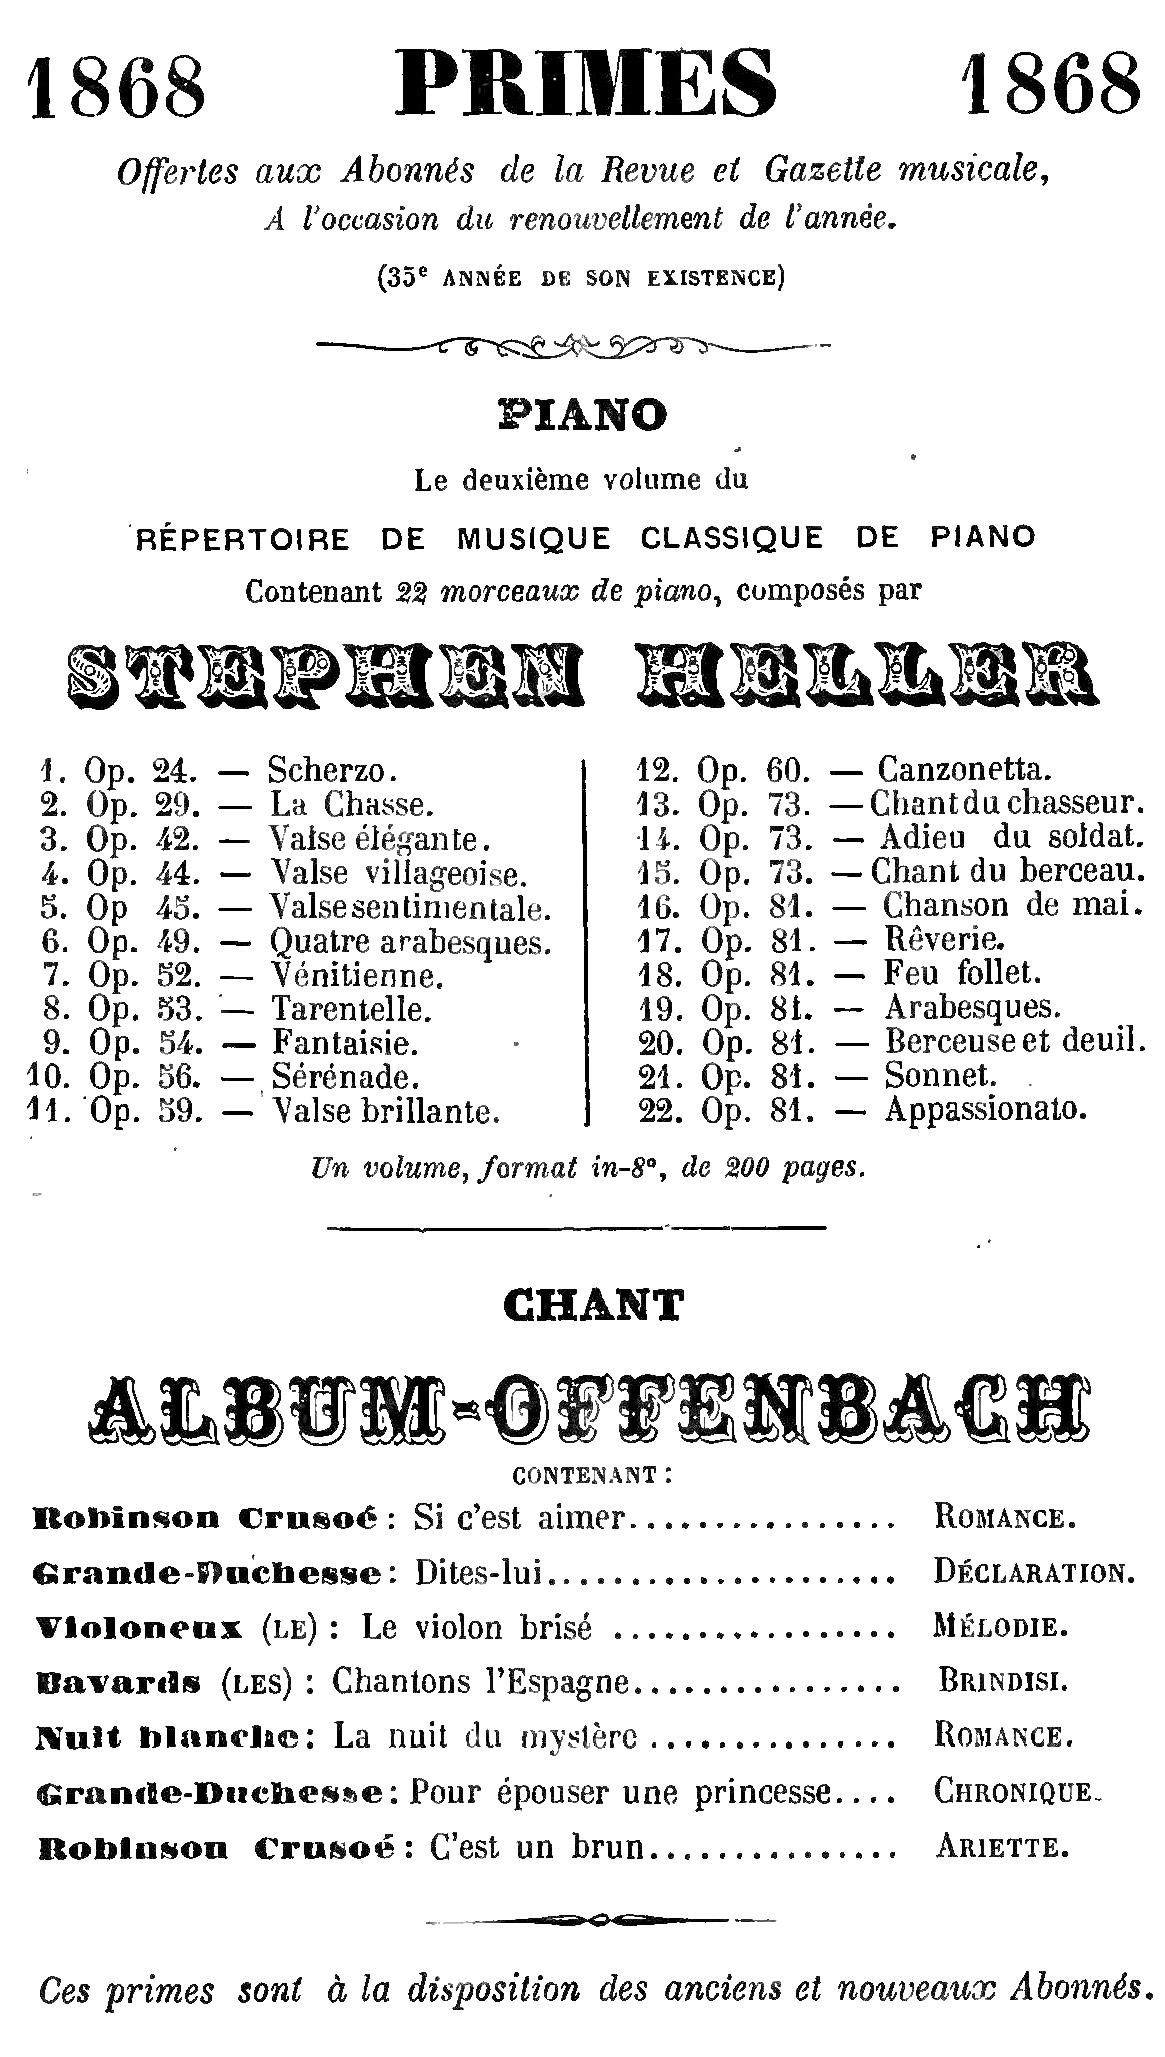 1868 PRIMES 1868
Offertes aux Abonnés de la Revue et Gazette musicale,
A l'occasion du renouvellement de l'année.
(35e ANNÉE DE SON EXISTENCE)
PIANO
Le deuxième volume du
RÉPERTOIRE DE MUSIQUE CLASSIQUE DE PIANO
Contenant 22 morceaux de piano, composés par
STEPHEN HELLER
1. Op. 24. — Scherzo.
2. Op. 29. — La Chasse.
3. Op. 42. — Valse élégante.
4. Op. 44. — Valse villageoise.
5. Op 45. — Valse sentimentale.
6. Op. 49. — Quatre arabesques.
7. Op. 52. — Vénitienne.
8. Op. 53. — Tarentelle.
9. Op. 54. — Fantaisie.
10. Op. 56. — Sérénade.
11. Op. 59. — Valse brillante.
12. Op. 60. — Canzonetta.
13. Op. 73. — Chant du chasseur.
14. Op. 73. — Adieu du soldat.
15. Op. 73. — Chant du berceau.
16. Op. 81. — Chanson de mai.
17. Op. 81. — Rêverie.
18. Op. 81. — Feu follet.
19. Op. 81. — Arabesques.
20. Op. 81. — Berceuse et deuil.
21. Op. 81. — Sonnet.
22. Op. 81. — Appassionato.
Un volume, format in-8°, de 200 pages.
CHANT
ALBUM-OFFENBACH
CONTENANT :
Robinson Crusoé : Si c'est aimer................ ROMANCE.
Grande-Duchesse : Dites-lui..................... DÉCLARATION.
Violoneux (LE) : Le violon brisé ................. MÉLODIE.
Bavards (LES) : Chantons l'Espagne................ BRINDISI.
Nuit blanche : La nuit du mystère ............... ROMANCE.
Grande-Duchesse : Pour épouser une princesse.... CHRONIQUE.
Robinson Crusoé : C'est un brun............... ARIETTE.
Ces primes sont à la disposition des anciens et nouveaux Abonnés.